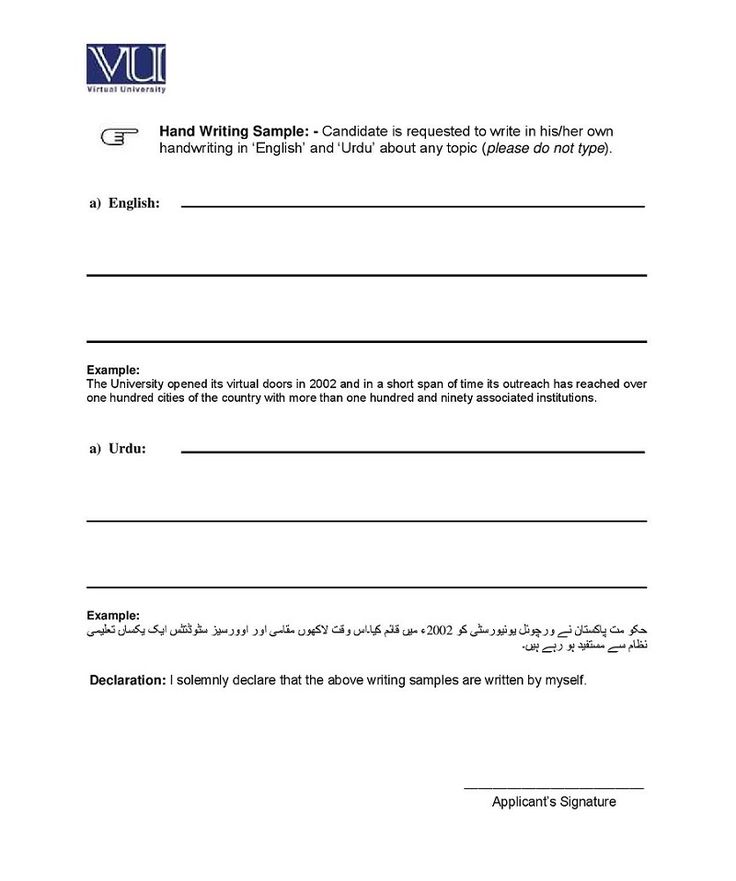 VU
Virtual University
Hand Writing Sample: - Candidate is requested to write in his/her own
handwriting in ‘English’ and ‘Urdu’ about any topic (please do not type).
a) English:
Example:
The University opened its virtual doors in 2002 and in a short span of time its outreach has reached over
one hundred cities of the country with more than one hundred and ninety associated institutions.
a) Urdu:
Example:
حکو مت پاکستان نے ورچوئل یونیورسٹی کو 2002ء میں قائم کیا۔اس وقت لاکھوں مقامی اور اوورسیز سٹوڈنٹس ایک یکساں تعلیمی
نظام سے مستفید ہو رہے ہیں۔
Declaration: I solemnly declare that the above writing samples are written by myself.
Applicant’s Signature